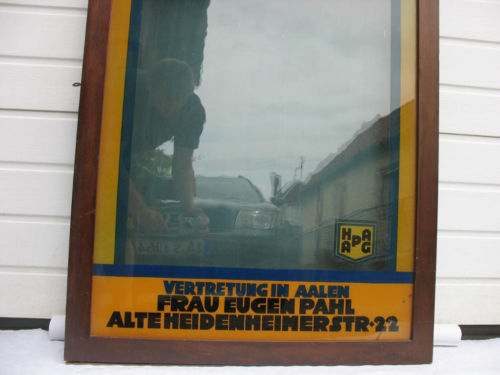 HAPAG
VERTRETUNG IN AALEN
FRAU EUGEN PAHL
ALTE HEIDENHEIMERSTR·22